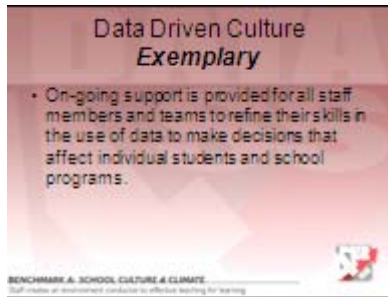 Data Driven Culture
Exemplary
• On-going support is provided for all staff
members and teams to refine their skills in
the use of data to make decisions that
affect individual students and school
programs.
BENCHMARK A: SCHOOL CULTURE & CLIMATE
Staff creates an environment conducive to effective teaching for learning